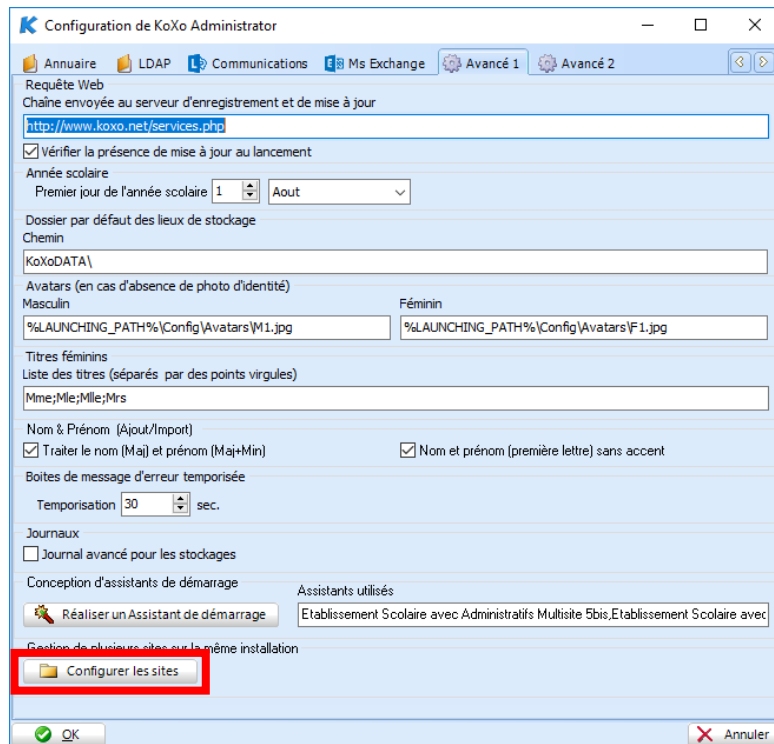 Configuration de KoXo Administrator
Annuaire LDAP Communications Ms Exchange Avancé 1 Avancé 2
Requête Web
Chaîne envoyée au serveur d'enregistrement et de mise à jour
http://www.koxo.net/services.php
Vérifier la présence de mise à jour au lancement
Année scolaire
Premier jour de l'année scolaire 1 Aout
Dossier par défaut des lieux de stockage
Chemin
KoXoDATA\
Avatars (en cas d'absence de photo d'identité)
Masculin Féminin
%LAUNCHING_PATH%\Config\Avatars\M1.jpg %LAUNCHING_PATH%\Config\Avatars\F1.jpg
Titres féminins
Liste des titres (séparés par des points virgules)
Mme;Mle;Mlle;Mrs
Nom & Prénom (Ajout/Import)
Traiter le nom (Maj) et prénom (Maj+Min) Nom et prénom (première lettre) sans accent
Boites de message d'erreur temporisée
Temporisation 30 sec.
Journaux
Journal avancé pour les stockages
Conception d'assistants de démarrage Assistants utilisés
Réaliser un Assistant de démarrage Etablissement Scolaire avec Administratifs Multisite 5bis,Etablissement Scolaire avec
Gestion de plusieurs sites sur la même installation
Configurer les sites
OK Annuler